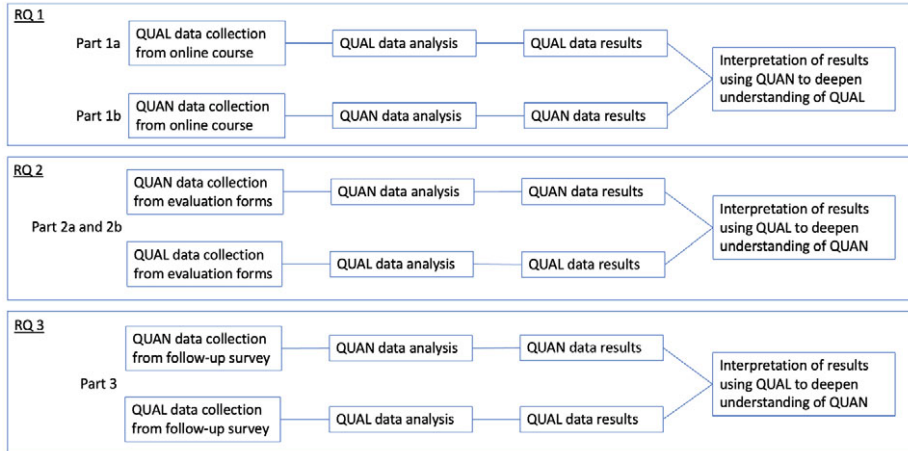 RQ 1
Part 1a
QUAL data collection
from online course
QUAL data analysis
QUAL data results
Part 1b
QUAN data collection
from online course
QUAN data analysis
QUAN data results
Interpretation of results
using QUAN to deepen
understanding of QUAL
RQ 2
Part 2a and 2b
QUAN data collection
from evaluation forms
QUAN data analysis
QUAN data results
QUAL data collection
from evaluation forms
QUAL data analysis
QUAL data results
Interpretation of results
using QUAL to deepen
understanding of QUAN
RQ 3
Part 3
QUAN data collection
from follow-up survey
QUAN data analysis
QUAN data results
QUAL data collection
from follow-up survey
QUAL data analysis
QUAL data results
Interpretation of results
using QUAL to deepen
understanding of QUAN